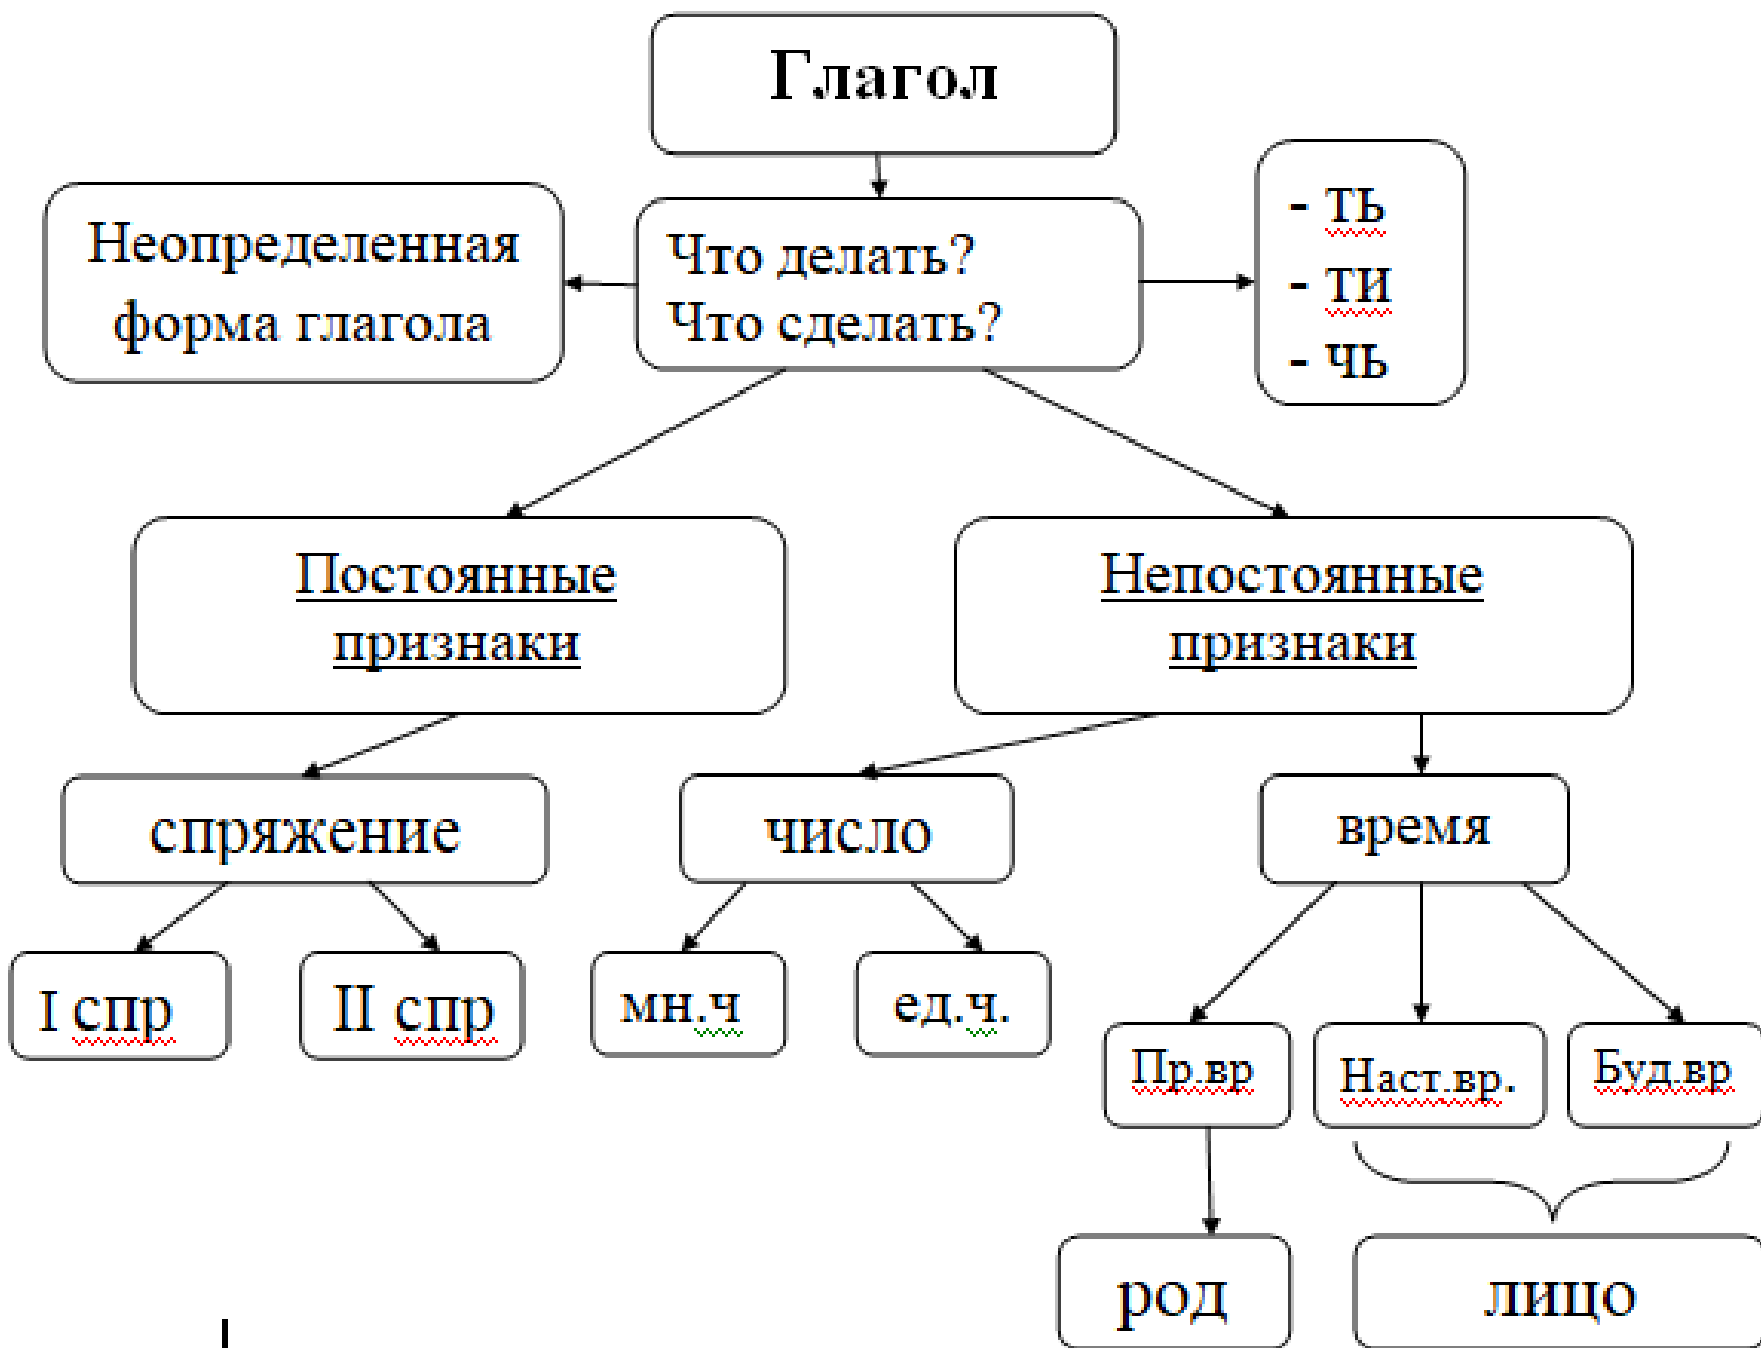 Глагол
Неопределенная
форма глагола
Что делать?
Что сделать?
- ть
- ти
- чь
Постоянные
признаки
Непостоянные
признаки
спряжение
число
время
I спр
II спр
мн.ч
ед.ч.
Пр.вр
Наст.вр.
Буд.вр
род
лицо